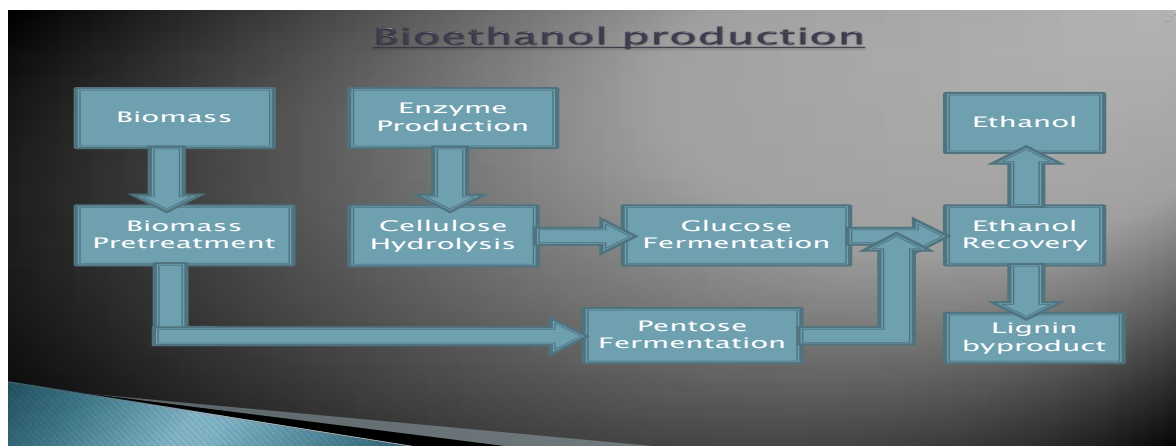 Bioethanol production
Biomass
Enzyme
Production
Ethanol
Biomass
Pretreatment
Cellulose
Hydrolysis
Glucose
Fermentation
Ethanol
Recovery
Pentose
Fermentation
Lignin
byproduct